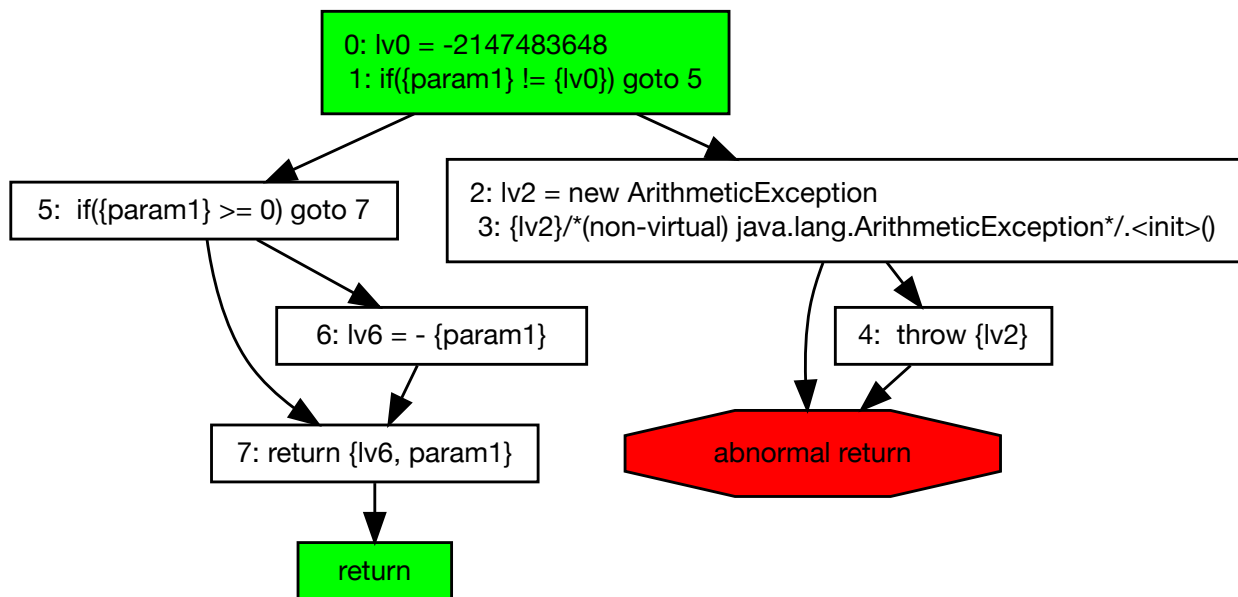 0: lv0 = -2147483648
1: if({param1} != {lv0}) goto 5
5:  if({param1} >= 0) goto 7
2: lv2 = new ArithmeticException
3: {lv2}/*(non-virtual) java.lang.ArithmeticException*/.<init>()
6: lv6 = - {param1}
4:  throw {lv2}
7: return {lv6, param1}
abnormal return
return